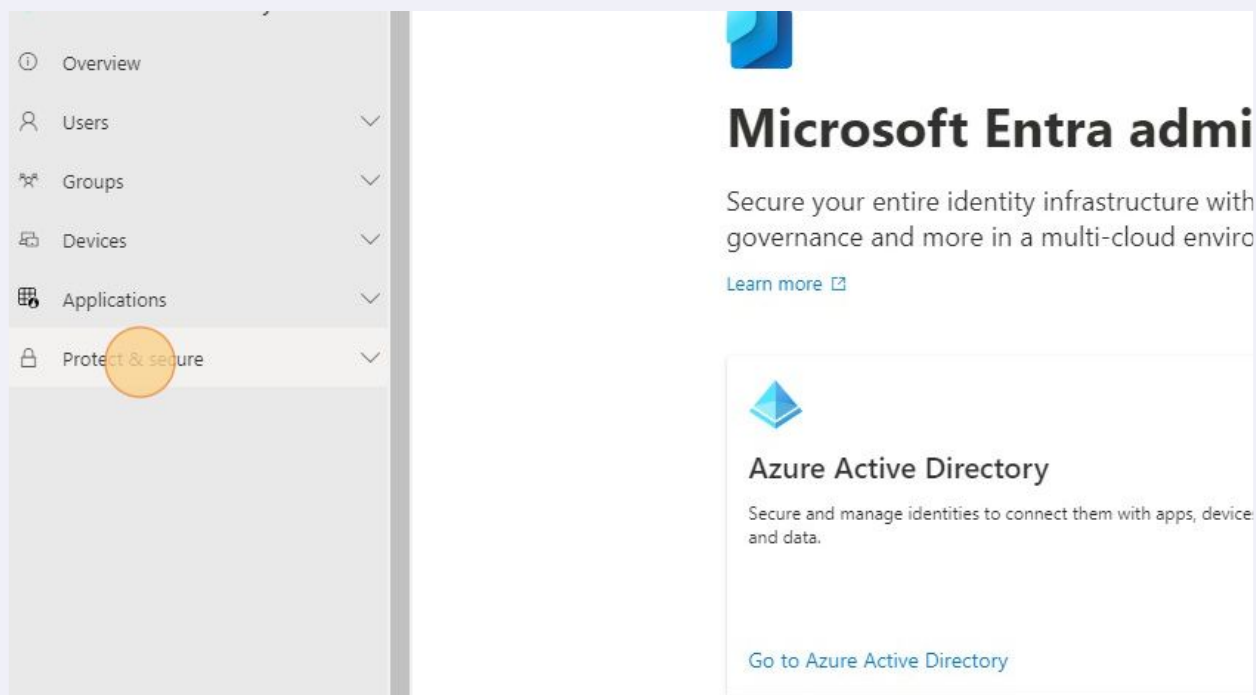 Overview
Users
Groups
Devices
Applications
Protect & secure
Microsoft Entra admi
Secure your entire identity infrastructure with
governance and more in a multi-cloud enviro
Learn more
Azure Active Directory
Secure and manage identities to connect them with apps, device
and data.
Go to Azure Active Directory